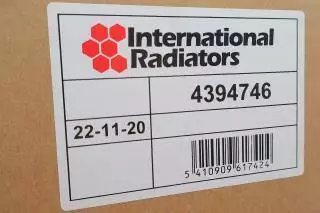 International
Radiators
4394746
22-11-20
5 410909 617424